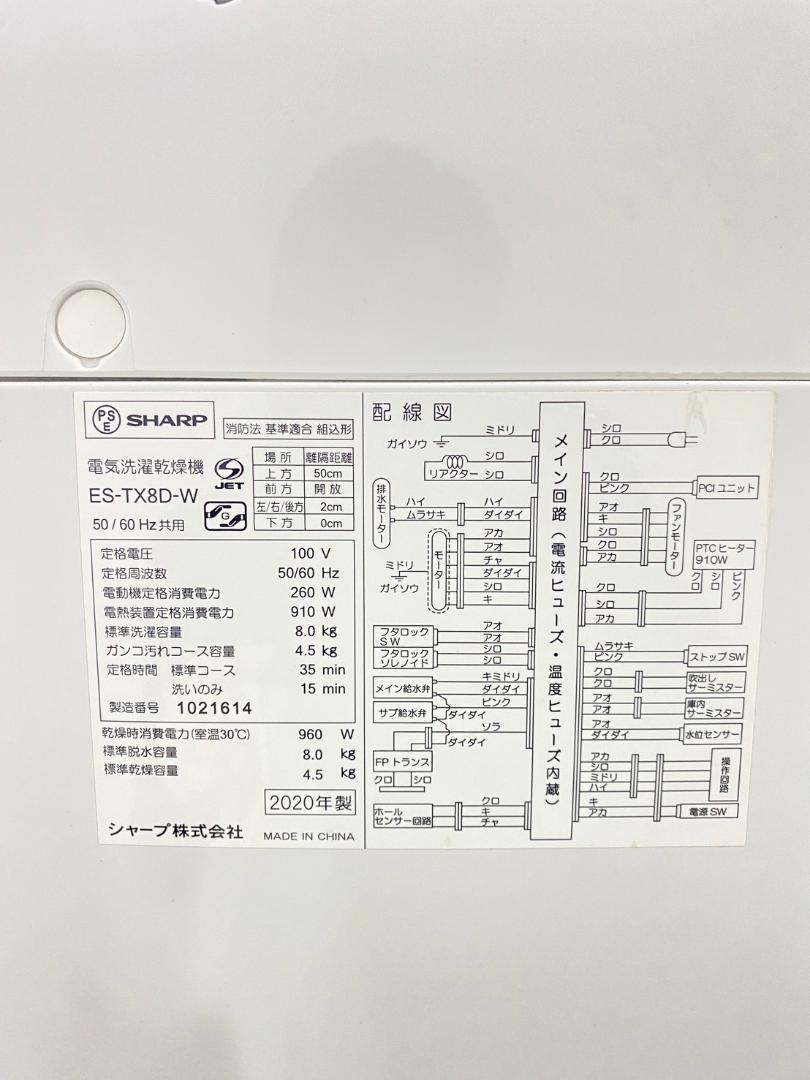 PS
E
SHARP
消防法 基準適合 組込形
電気洗濯乾燥機
JET
ES-TX8D-W
G
50/60 Hz共用
場所 離隔距離
上方 50cm
前方 開放
左/右/後方 2cm
下方 0cm
定格電圧 100 V
定格周波数 50/60 Hz
電動機定格消費電力 260 W
電熱装置定格消費電力 910 W
標準洗濯容量 8.0 kg
ガンコ汚れコース容量 4.5 kg
定格時間 標準コース 35 min
洗いのみ 15 min
製造番号 1021614
乾燥時消費電力(室温30℃) 960 W
標準脱水容量 8.0 kg
標準乾燥容量 4.5 kg
2020年製
シャープ株式会社 MADE IN CHINA
配線図
メイン回路(電流ヒューズ・温度ヒューズ内蔵)
ガイソウ ミドリ
リアクター シロ
シロ
排水モーター
ハイ ハイ
ムラサキ ダイダイ
モーター
ミドリ
ガイソウ
アカ
アオ
チャ
ダイダイ
シロ
キ
フタロック
SW
アオ
アオ
フタロック
ソレノイド
シロ
シロ
メイン給水弁
キミドリ
ダイダイ
サブ給水弁
ピンク
ダイダイ
ソラ
ダイダイ
FPトランス
クロ シロ
ホール
センサー回路
クロ
キ
チャ
シロ
クロ
クロ
ピンク
PCIユニット
アオ
キ
シロ
クロ
アカ
ファンモーター
PTCヒーター
910W
クロ
シロ
ピンク
クロ
シロ
アカ
ムラサキ
ピンク
ストップSW
クロ
クロ
吹出し
サーミスター
アオ
アオ
庫内
サーミスター
アオ
ダイダイ
水位センサー
アカ
シロ
ミドリ
ハイ
操作回路
キ
アカ
電源SW